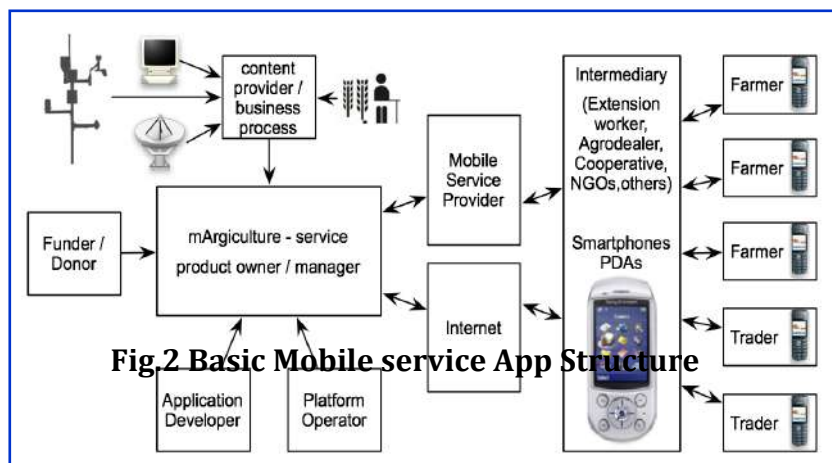 content
provider /
business
process
Intermediary
(Extension
worker,
Agrodealer,
Cooperative,
NGOs,others)
Smartphones
PDAs
Mobile
Service
Provider
Farmer
Farmer
Farmer
Trader
Trader
Funder /
Donor
mArgiculture - service
product owner / manager
Internet
Fig.2 Basic Mobile service App Structure
Application
Developer
Platform
Operator